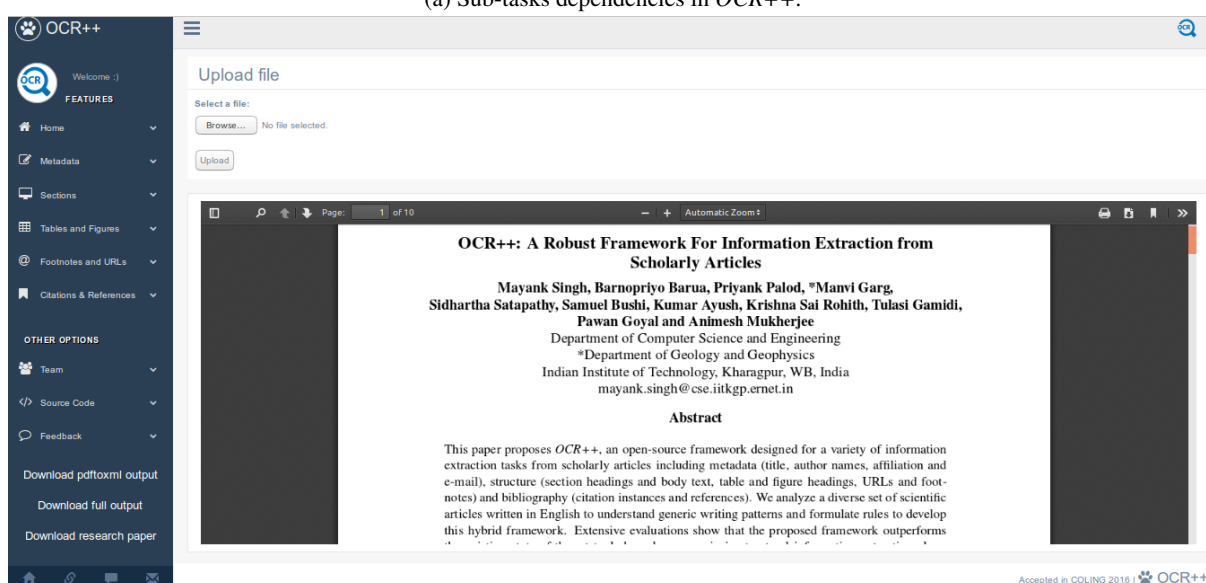 (a) Sub-tasks dependencies in OCR++.
OCR++
OCR
Welcome :)
FEATURES
Home
Metadata
Sections
Tables and Figures
Footnotes and URLs
Citations & References
OTHER OPTIONS
Team
Source Code
Feedback
Download pdftoxml output
Download full output
Download research paper
OCR
Upload file
Select a file:
Browse... No file selected.
Upload
Page: 1 of 10
Automatic Zoom
OCR++: A Robust Framework For Information Extraction from
Scholarly Articles
Mayank Singh, Barnopriyo Barua, Priyank Palod, *Manvi Garg,
Sidhartha Satapathy, Samuel Bushi, Kumar Ayush, Krishna Sai Rohith, Tulasi Gamidi,
Pawan Goyal and Animesh Mukherjee
Department of Computer Science and Engineering
*Department of Geology and Geophysics
Indian Institute of Technology, Kharagpur, WB, India
mayank.singh@cse.iitkgp.ernet.in
Abstract
This paper proposes OCR++, an open-source framework designed for a variety of information
extraction tasks from scholarly articles including metadata (title, author names, affiliation and
e-mail), structure (section headings and body text, table and figure headings, URLs and foot-
notes) and bibliography (citation instances and references). We analyze a diverse set of scientific
articles written in English to understand generic writing patterns and formulate rules to develop
this hybrid framework. Extensive evaluations show that the proposed framework outperforms
Accepted in COLING 2016 | OCR++